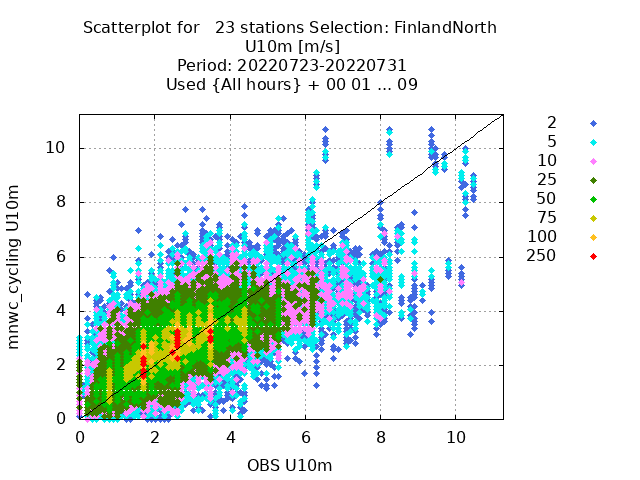 Scatterplot for   23 stations Selection: FinlandNorth
U10m [m/s]
Period: 20220723-20220731
Used {All hours} + 00 01 ... 09
2
5
10
25
50
75
100
250
mnwc_cycling U10m
10
8
6
4
2
0
0 2 4 6 8 10
OBS U10m